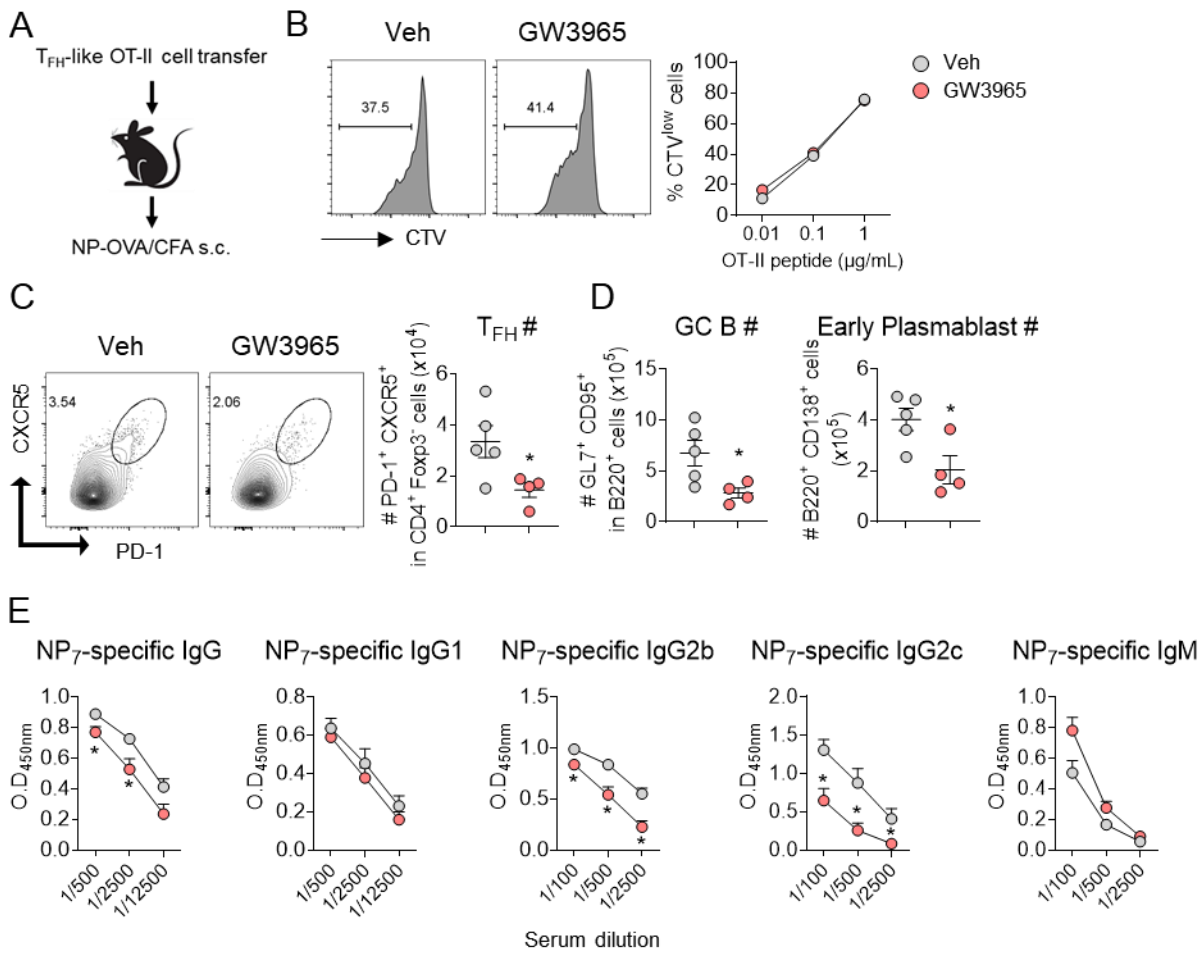 A
T_FH-like OT-II cell transfer
NP-OVA/CFA s.c.
B
Veh
GW3965
37.5
41.4
CTV
% CTV^low cells
100
80
60
40
20
0
0.01 0.1 1
OT-II peptide (µg/mL)
Veh
GW3965
C
Veh
GW3965
3.54
2.06
CXCR5
PD-1
T_FH #
# PD-1⁺ CXCR5⁺
in CD4⁺ Foxp3⁻ cells (x10⁴)
6
4
2
0
*
D
GC B #
# GL7⁺ CD95⁺
in B220⁺ cells (x10⁵)
15
10
5
0
*
Early Plasmablast #
# B220⁺ CD138⁺ cells
(x10⁵)
6
4
2
0
*
E
NP₇-specific IgG
O.D₄₅₀nm
1.0
0.8
0.6
0.4
0.2
0.0
* *
1/500 1/2500 1/12500
NP₇-specific IgG1
O.D₄₅₀nm
0.8
0.6
0.4
0.2
0.0
1/500 1/2500 1/12500
NP₇-specific IgG2b
O.D₄₅₀nm
1.5
1.0
0.5
0.0
* * *
1/100 1/500 1/2500
NP₇-specific IgG2c
O.D₄₅₀nm
2.0
1.5
1.0
0.5
0.0
* * *
1/100 1/500 1/2500
NP₇-specific IgM
O.D₄₅₀nm
1.0
0.8
0.6
0.4
0.2
0.0
1/100 1/500 1/2500
Serum dilution